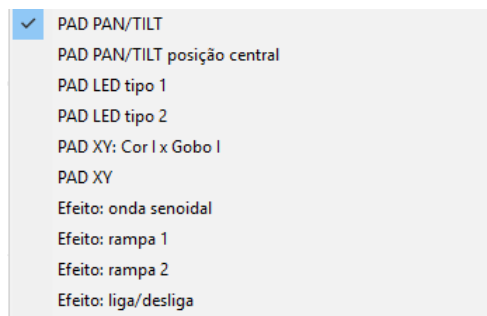 PAD PAN/TILT
PAD PAN/TILT posição central
PAD LED tipo 1
PAD LED tipo 2
PAD XY: Cor I x Gobo I
PAD XY
Efeito: onda senoidal
Efeito: rampa 1
Efeito: rampa 2
Efeito: liga/desliga